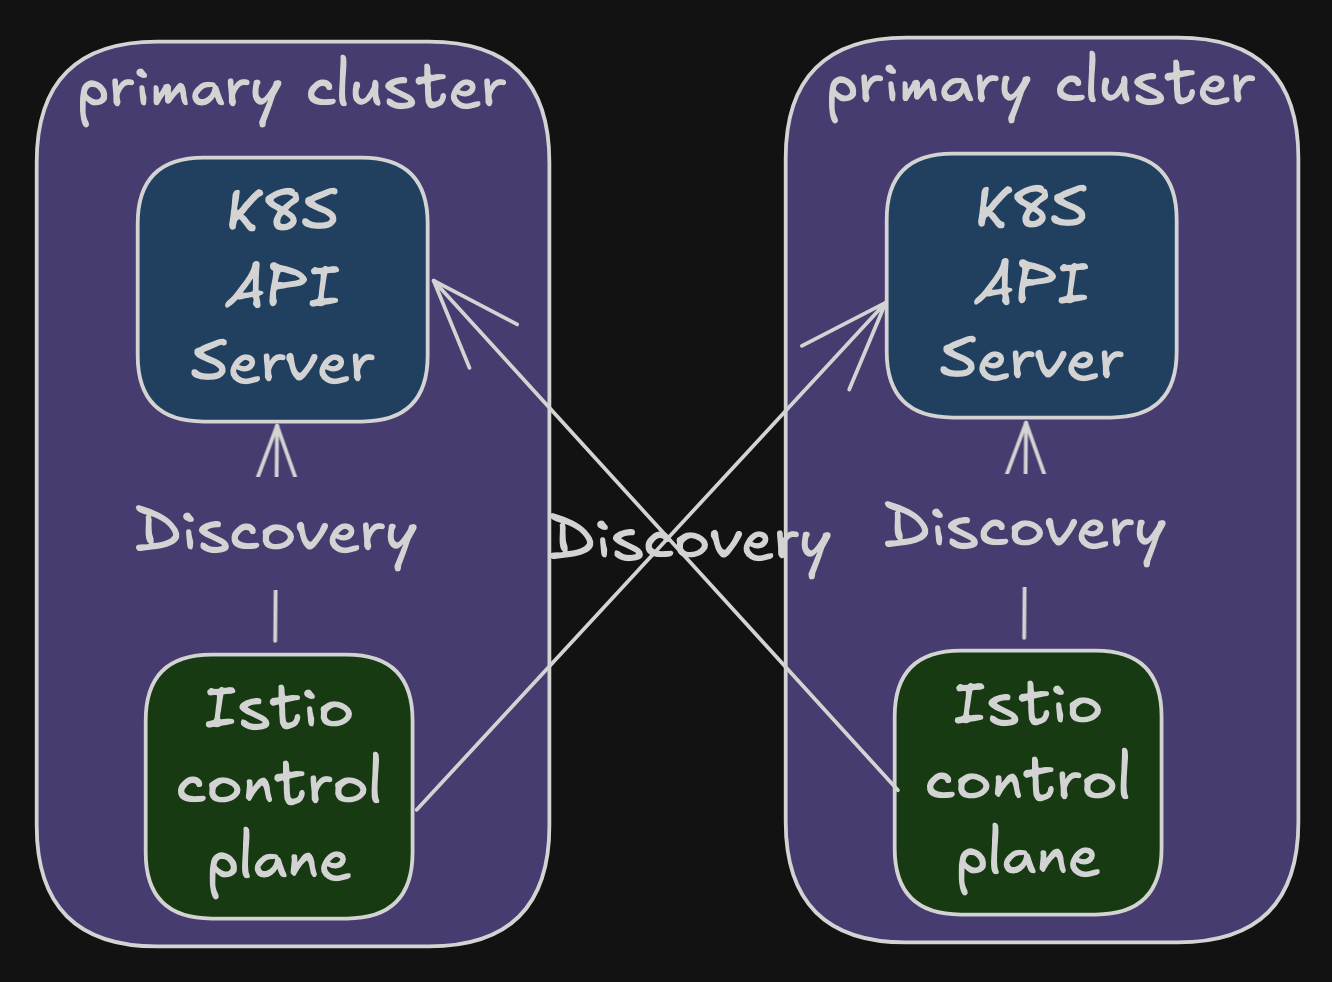 primary cluster
K8S
API
Server
Discovery
Istio
control
plane
Discovery
primary cluster
K8S
API
Server
Discovery
Istio
control
plane